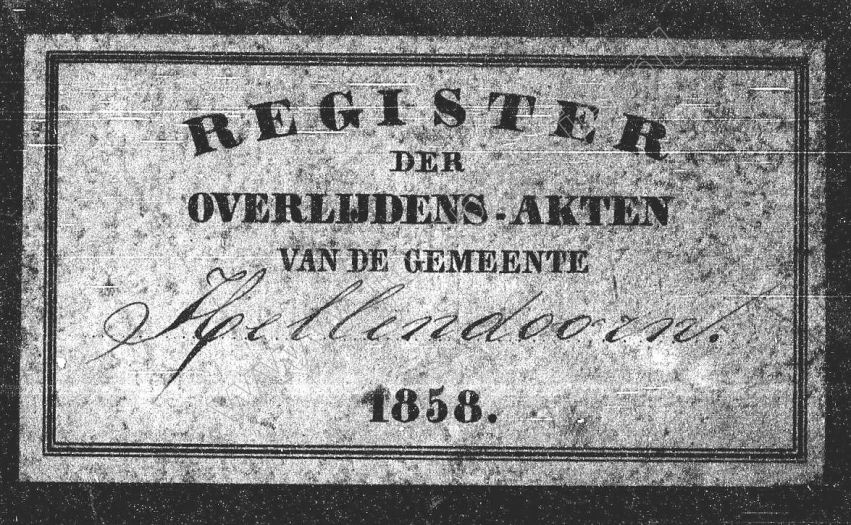 REGISTER
DER
OVERLIJDENS-AKTEN
VAN DE GEMEENTE
Hellendoorn.
1858.